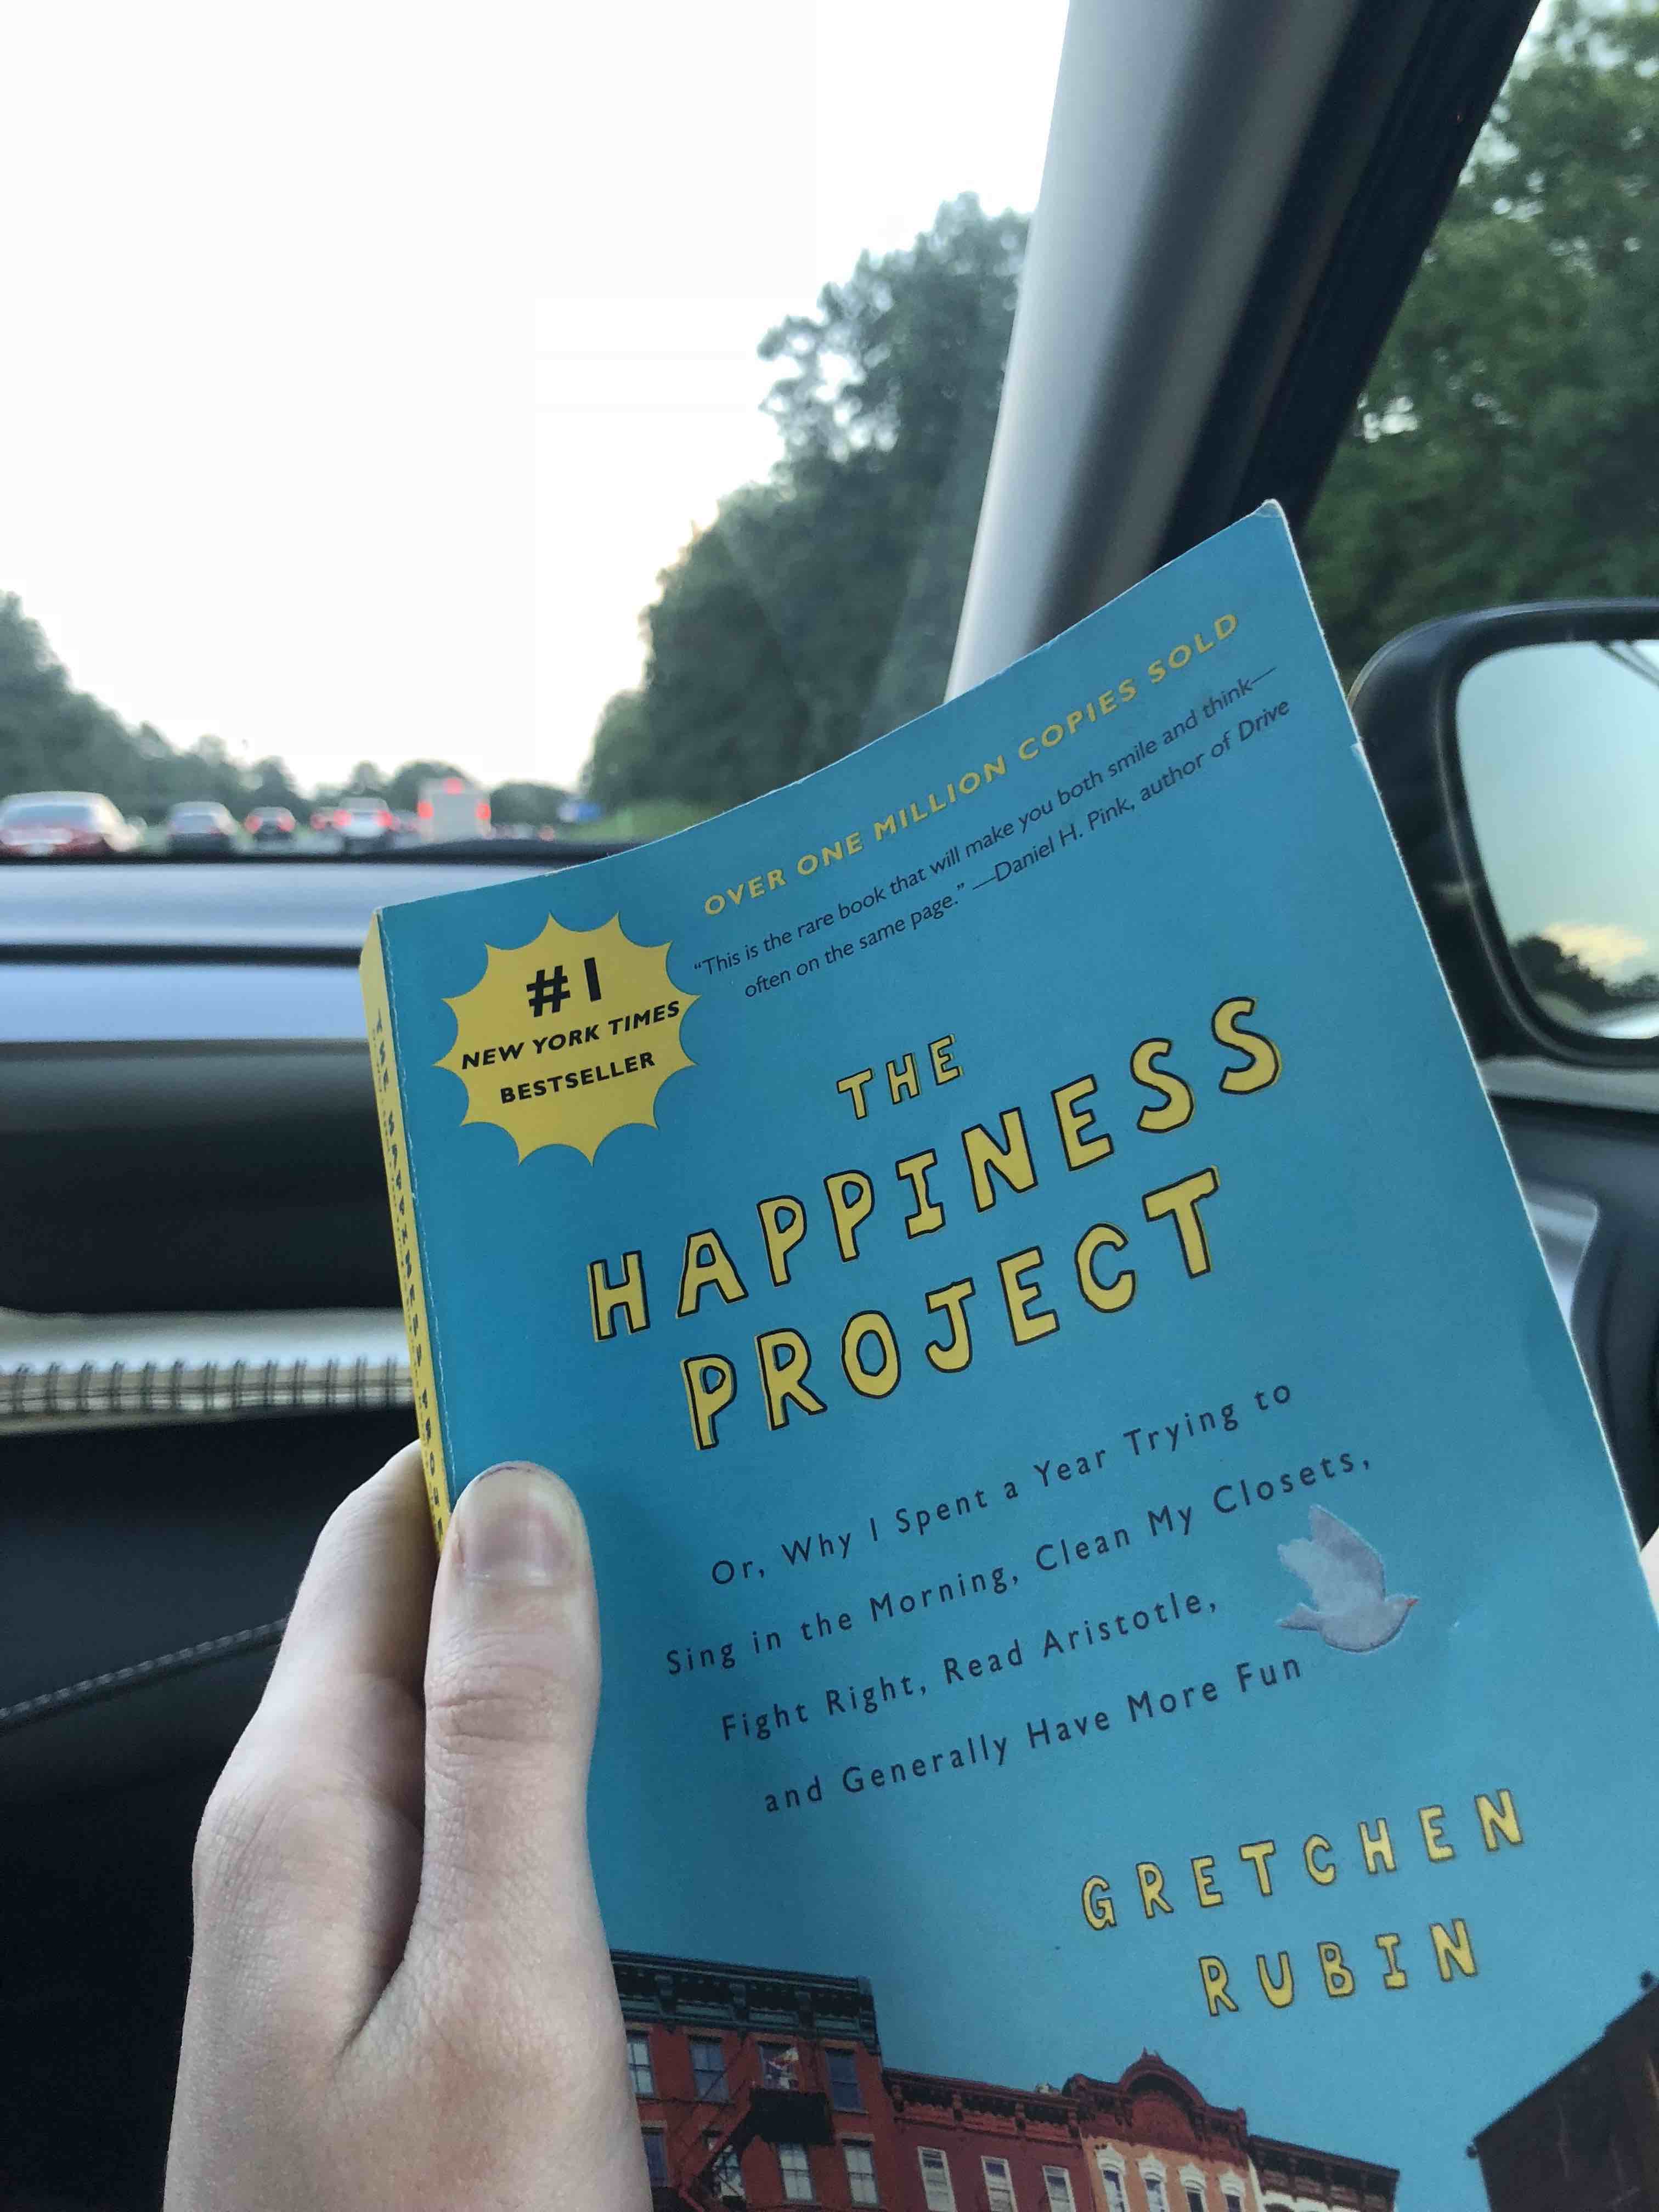 OVER ONE MILLION COPIES SOLD
“This is the rare book that will make you both smile and think—
often on the same page.” —Daniel H. Pink, author of Drive
#1
NEW YORK TIMES
BESTSELLER
THE
HAPPINESS
PROJECT
Or, Why I Spent a Year Trying to
Sing in the Morning, Clean My Closets,
Fight Right, Read Aristotle,
and Generally Have More Fun
GRETCHEN
RUBIN
THE HAPPINESS